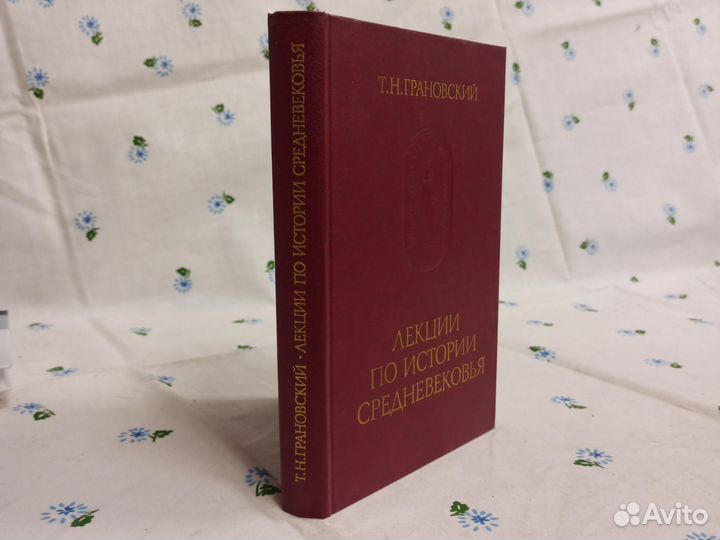 Т.Н.ГРАНОВСКИЙ · ЛЕКЦИИ ПО ИСТОРИИ СРЕДНЕВЕКОВЬЯ
Т.Н.ГРАНОВСКИЙ
ЛЕКЦИИ
ПО ИСТОРИИ
СРЕДНЕВЕКОВЬЯ
Avito